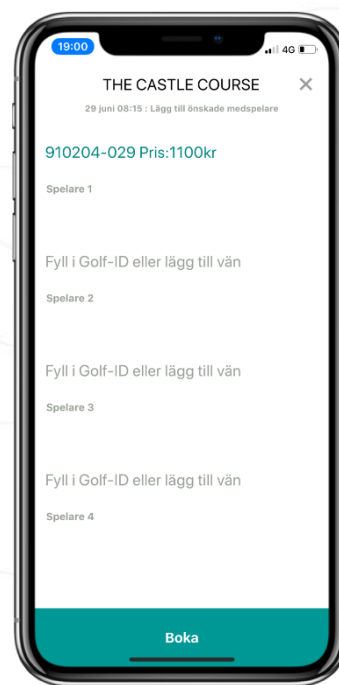 19:00
4G
THE CASTLE COURSE
29 juni 08:15 : Lägg till önskade medspelare
910204-029 Pris:1100kr
Spelare 1
Fyll i Golf-ID eller lägg till vän
Spelare 2
Fyll i Golf-ID eller lägg till vän
Spelare 3
Fyll i Golf-ID eller lägg till vän
Spelare 4
Boka